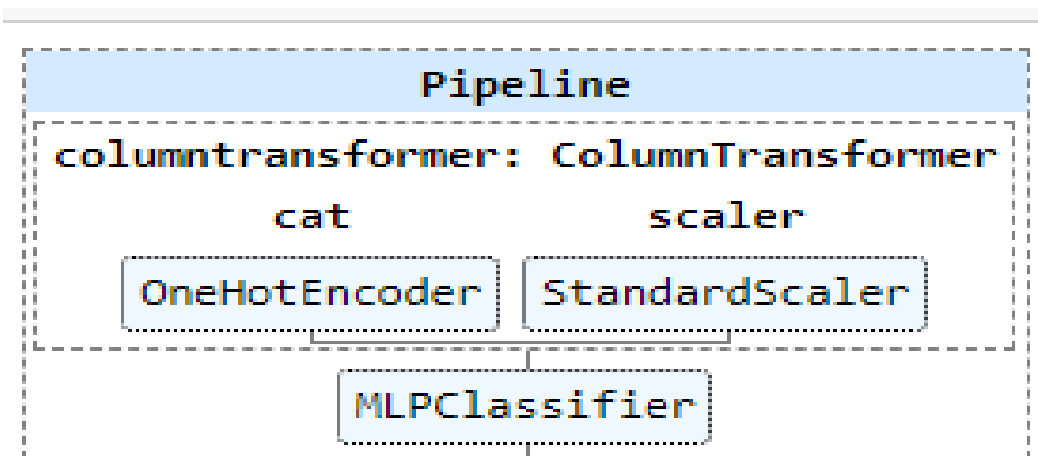 Pipeline
columntransformer: ColumnTransformer
cat scaler
OneHotEncoder StandardScaler
MLPClassifier